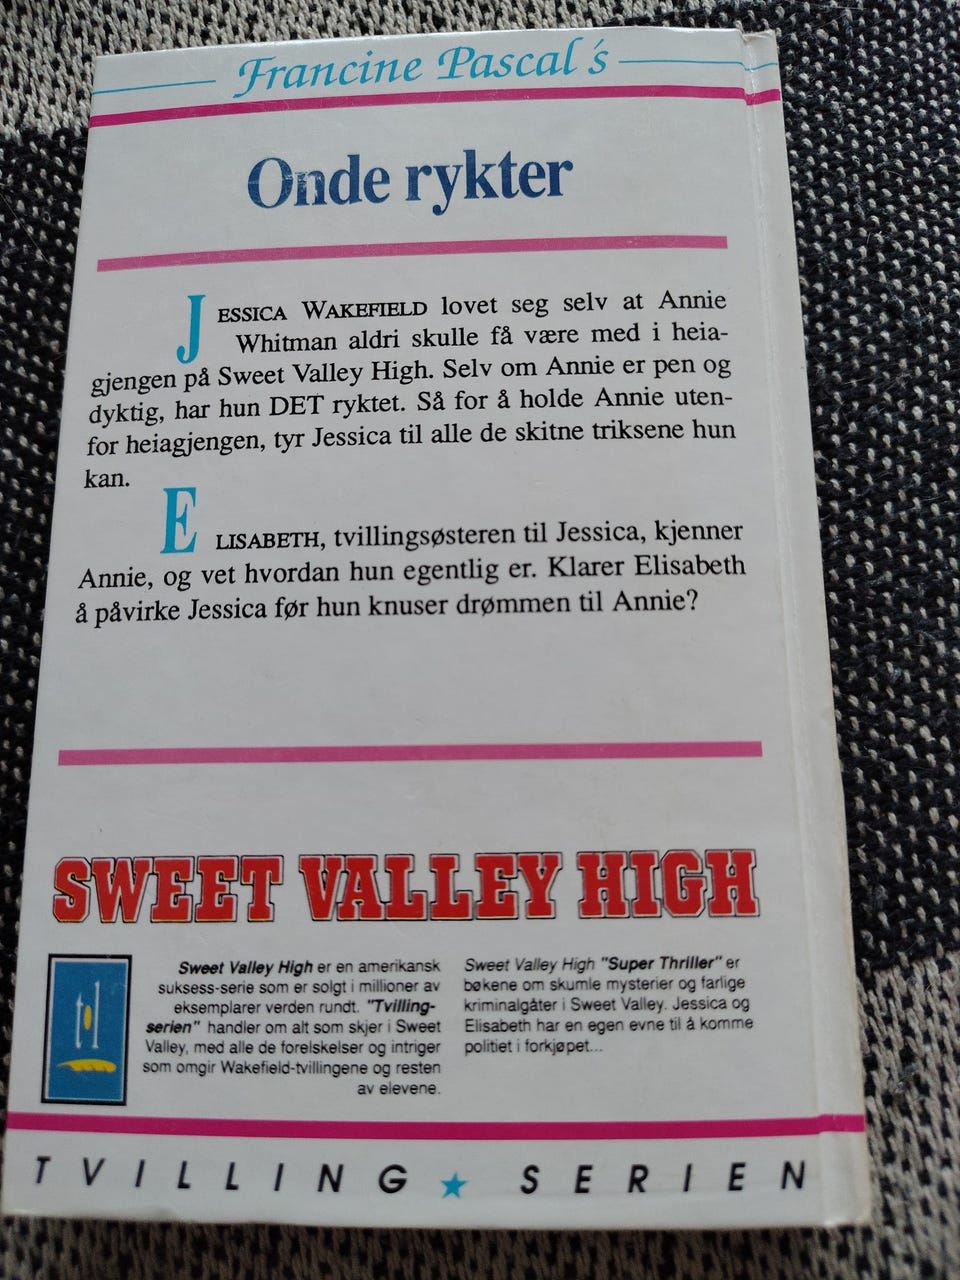 Francine Pascal´s
Onde rykter
JESSICA WAKEFIELD lovet seg selv at Annie
Whitman aldri skulle få være med i heia-
gjengen på Sweet Valley High. Selv om Annie er pen og
dyktig, har hun DET ryktet. Så for å holde Annie uten-
for heiagjengen, tyr Jessica til alle de skitne triksene hun
kan.
ELISABETH, tvillingsøsteren til Jessica, kjenner
Annie, og vet hvordan hun egentlig er. Klarer Elisabeth
å påvirke Jessica før hun knuser drømmen til Annie?
SWEET VALLEY HIGH
Sweet Valley High er en amerikansk
suksess-serie som er solgt i millioner av
eksemplarer verden rundt. "Tvilling-
serien" handler om alt som skjer i Sweet
Valley, med alle de forelskelser og intriger
som omgir Wakefield-tvillingene og resten
av elevene.
Sweet Valley High "Super Thriller" er
bøkene om skumle mysterier og farlige
kriminalgåter i Sweet Valley. Jessica og
Elisabeth har en egen evne til å komme
politiet i forkjøpet...
TVILLING ★ SERIEN